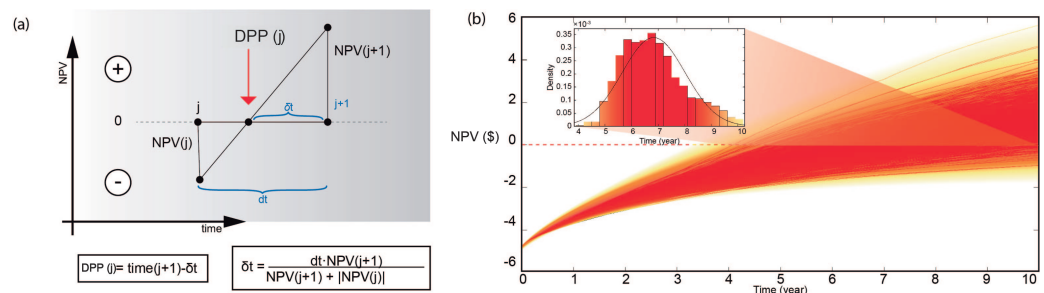 (a)
NPV
+
0
-
j
NPV(j)
DPP (j)
δt
NPV(j+1)
j+1
dt
time
DPP (j)= time(j+1)-δt
δt = dt·NPV(j+1)
NPV(j+1) + |NPV(j)|
(b)
NPV ($)
6
4
2
0
-2
-4
-6
0 1 2 3 4 5 6 7 8 9 10
Time (year)
×10⁻³
Density
0.35
0.3
0.25
0.2
0.15
0.1
0.05
0
4 5 6 7 8 9 10
Time (year)